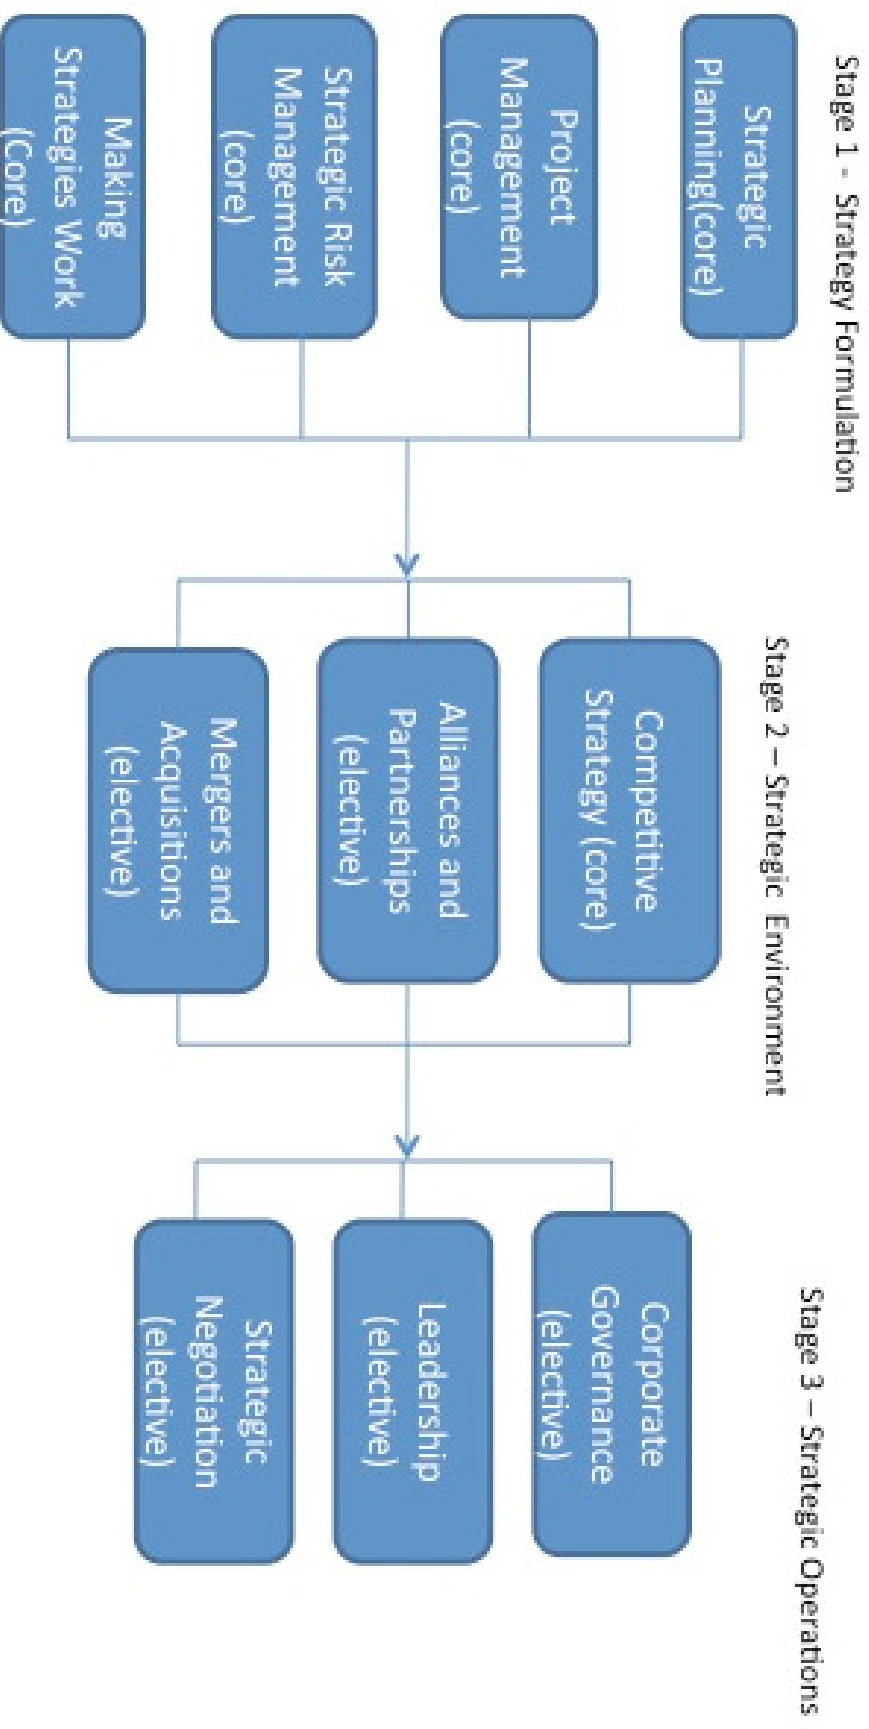 Stage 1 - Strategy Formulation
Strategic
Planning(core)
Project
Management
(core)
Strategic Risk
Management
(core)
Making
Strategies Work
(Core)
Stage 2 – Strategic Environment
Competitive
Strategy (core)
Alliances and
Partnerships
(elective)
Mergers and
Acquisitions
(elective)
Stage 3 – Strategic Operations
Corporate
Governance
(elective)
Leadership
(elective)
Strategic
Negotiation
(elective)